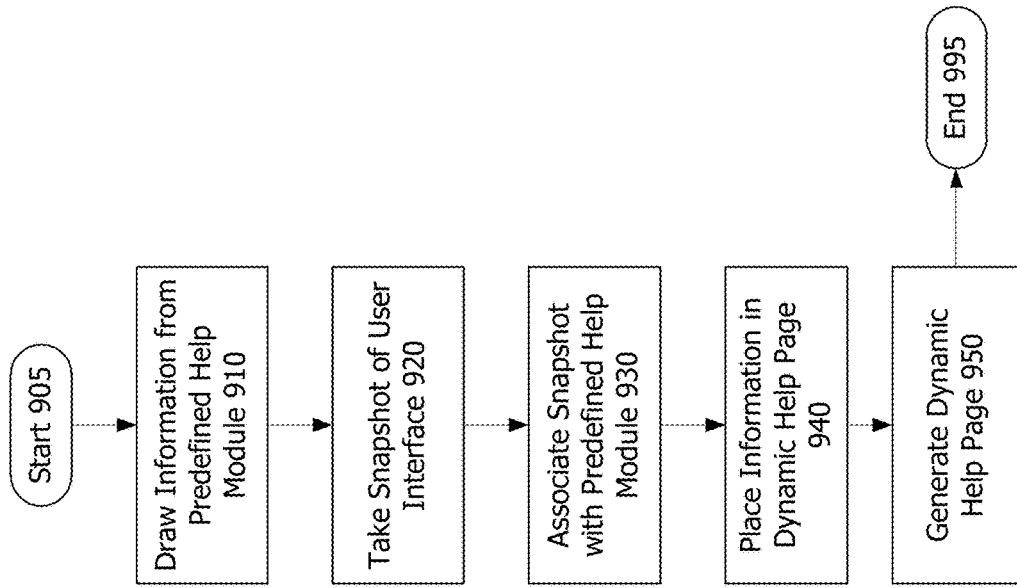 Start 905
Draw Information from
Predefined Help
Module 910
Take Snapshot of User
Interface 920
Associate Snapshot
with Predefined Help
Module 930
Place Information in
Dynamic Help Page
940
Generate Dynamic
Help Page 950
End 995